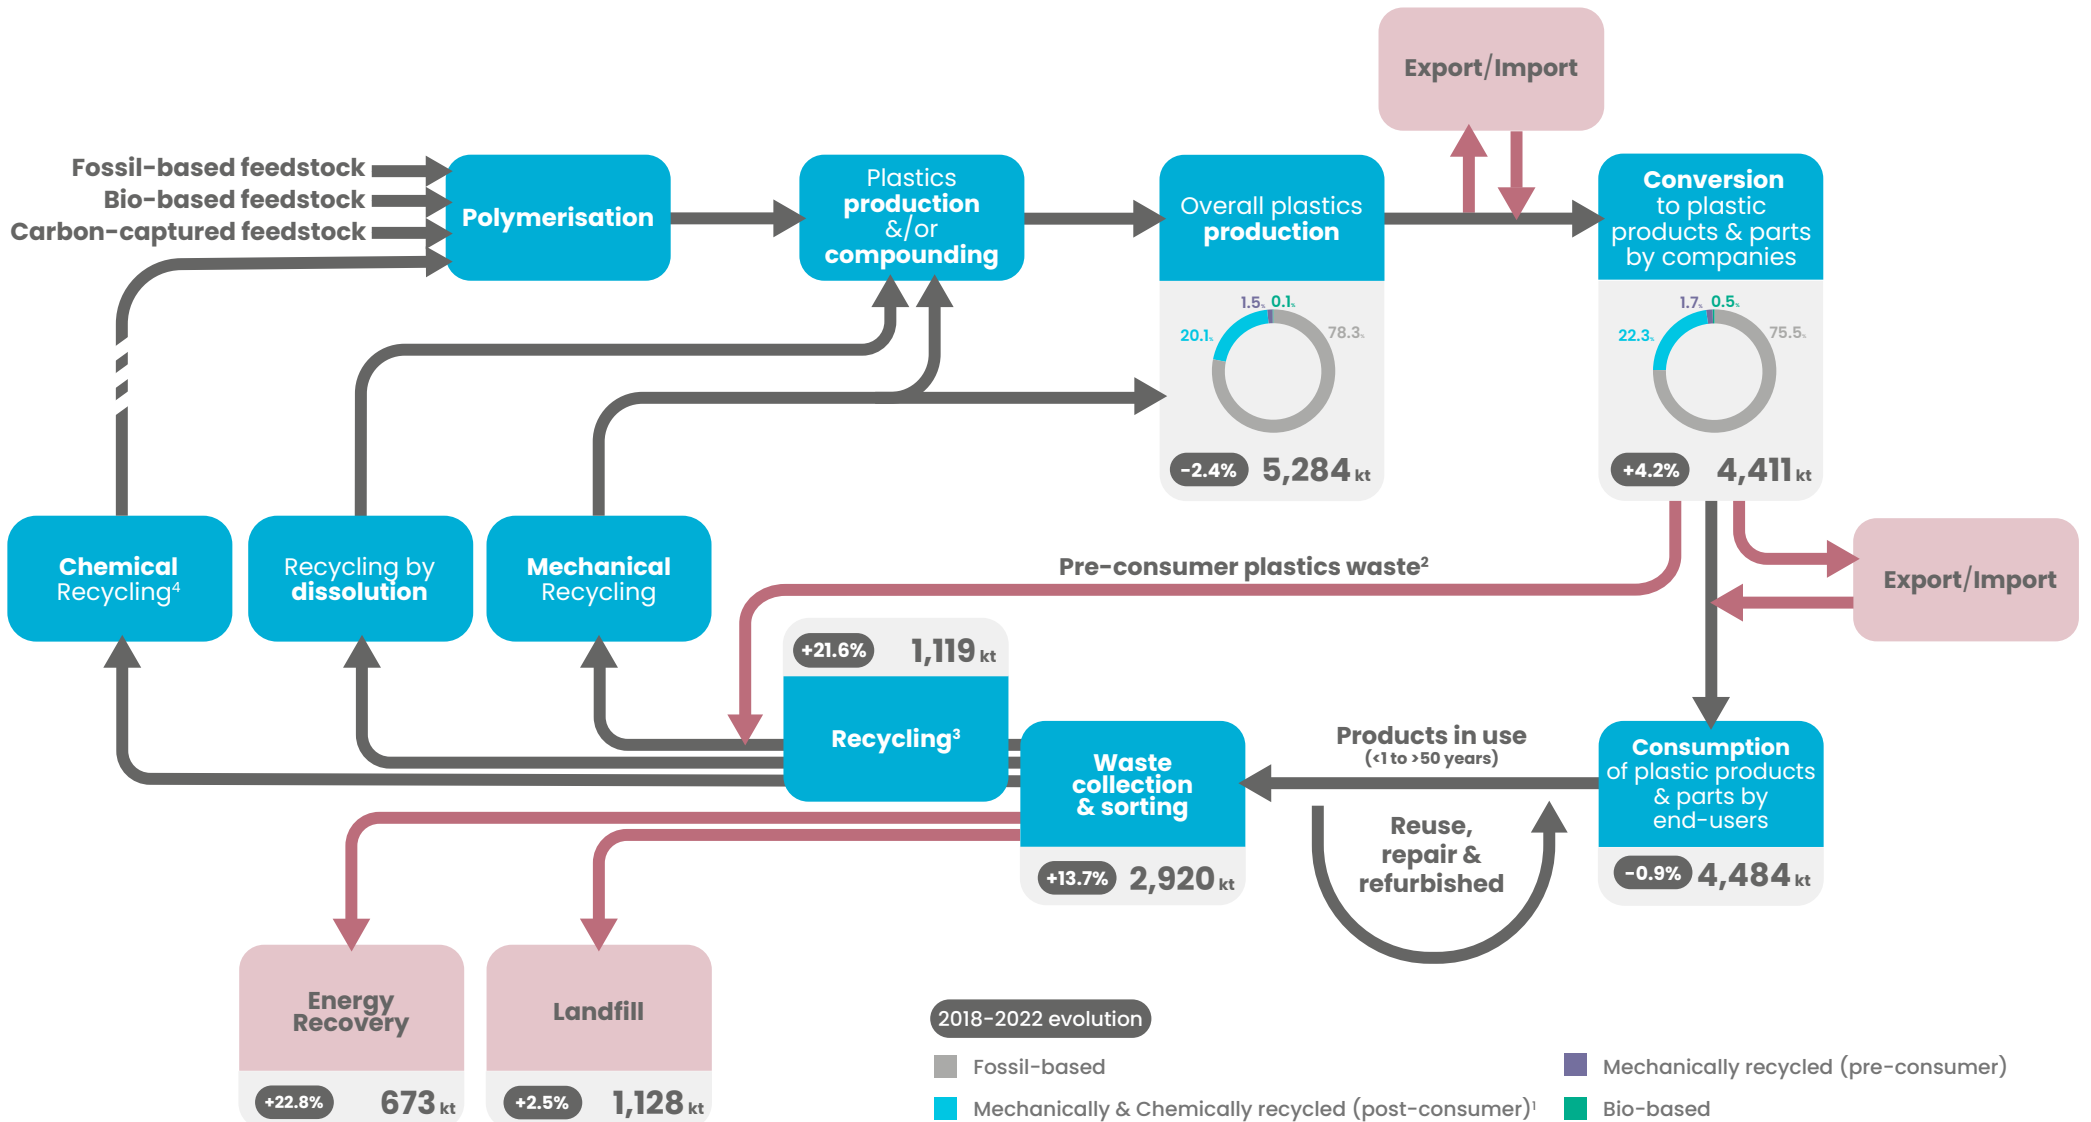 Export/Import
Fossil-based feedstock
Bio-based feedstock
Carbon-captured feedstock
Polymerisation
Plastics
production
&/or
compounding
Overall plastics
production
1.5% 0.1%
20.1%
78.3%
-2.4% 5,284 kt
Conversion
to plastic
products & parts
by companies
1.7% 0.5%
22.3%
75.5%
+4.2% 4,411 kt
Chemical
Recycling⁴
Recycling by
dissolution
Mechanical
Recycling
Pre-consumer plastics waste²
Export/Import
+21.6% 1,119 kt
Recycling³
Waste
collection
& sorting
+13.7% 2,920 kt
Products in use
(<1 to >50 years)
Reuse,
repair &
refurbished
Consumption
of plastic products
& parts by
end-users
-0.9% 4,484 kt
Energy
Recovery
+22.8% 673 kt
Landfill
+2.5% 1,128 kt
2018-2022 evolution
Fossil-based
Mechanically & Chemically recycled (post-consumer)¹
Mechanically recycled (pre-consumer)
Bio-based